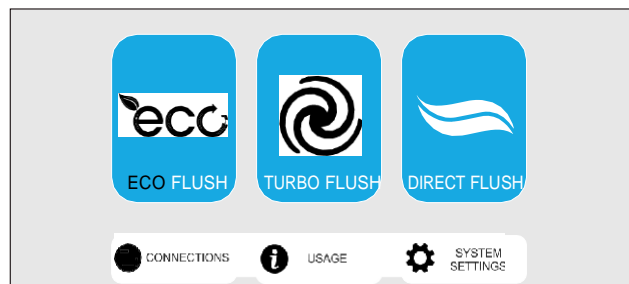 eco
ECO FLUSH
TURBO FLUSH
DIRECT FLUSH
CONNECTIONS
USAGE
SYSTEM
SETTINGS